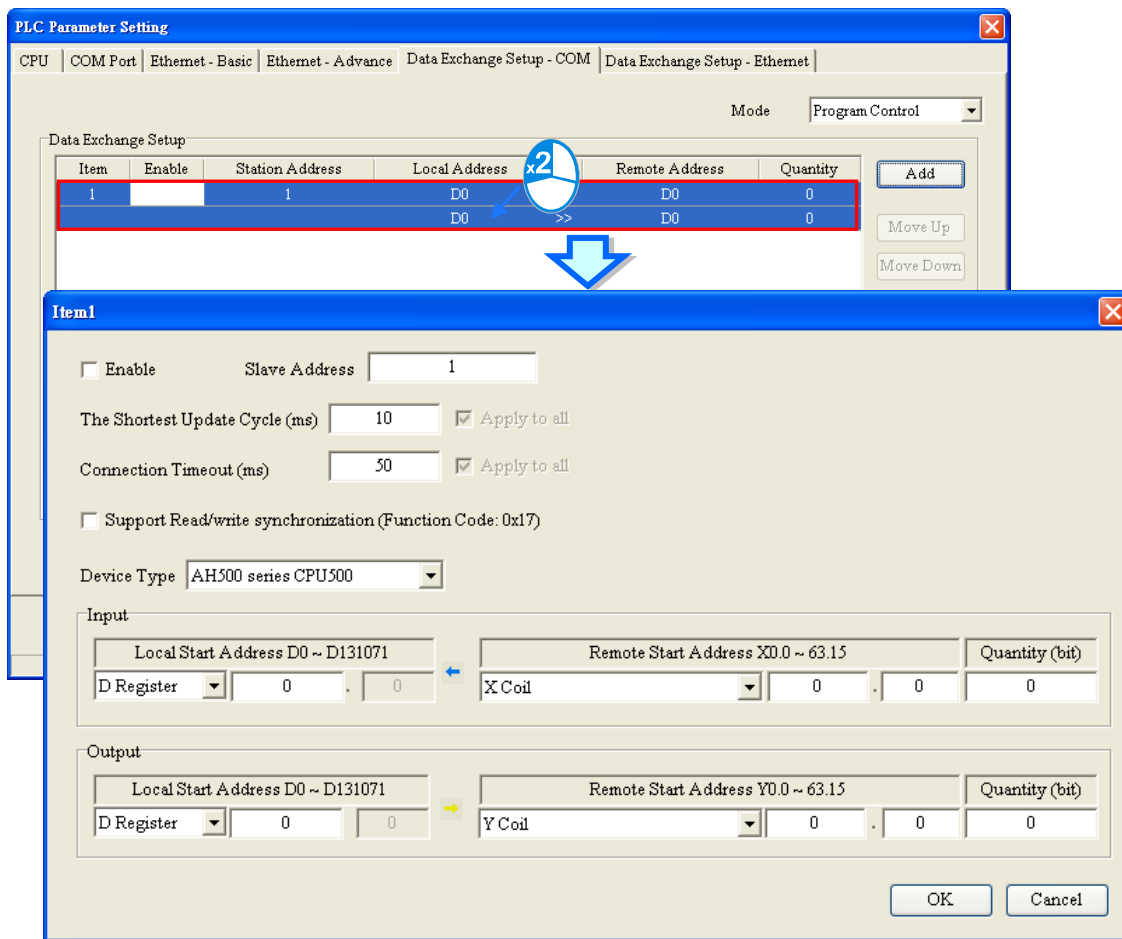 PLC Parameter Setting
CPU COM Port Ethernet - Basic Ethernet - Advance Data Exchange Setup - COM Data Exchange Setup - Ethernet
Mode Program Control
Data Exchange Setup
Item Enable Station Address Local Address Remote Address Quantity
Add
x2
1 1 D0 D0 0
D0 >> D0 0
Move Up
Move Down
Item1
Enable Slave Address 1
The Shortest Update Cycle (ms) 10 Apply to all
Connection Timeout (ms) 50 Apply to all
Support Read/write synchronization (Function Code: 0x17)
Device Type AH500 series CPU500
Input
Local Start Address D0 ~ D131071 Remote Start Address X0.0 ~ 63.15 Quantity (bit)
D Register 0 . 0 X Coil 0 . 0 0
Output
Local Start Address D0 ~ D131071 Remote Start Address Y0.0 ~ 63.15 Quantity (bit)
D Register 0 0 Y Coil 0 . 0 0
OK Cancel